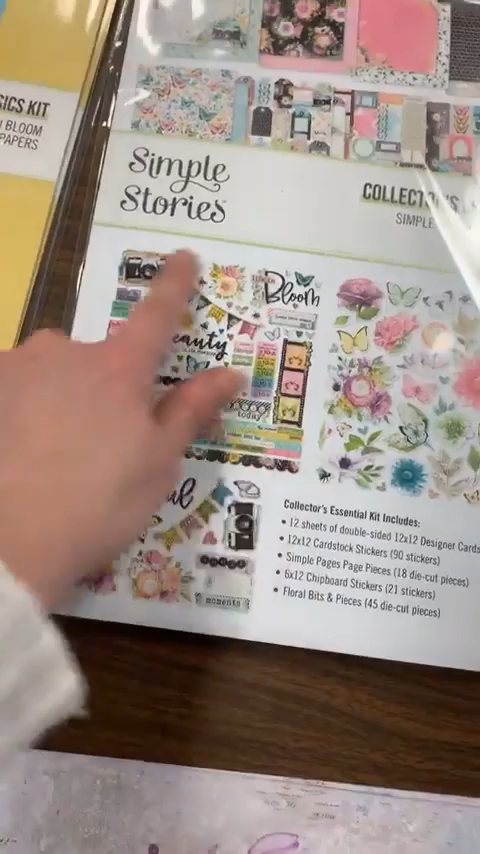 SICS KIT
BLOOM
PAPERS
Simple
Stories
SIMPLE
Bloom
today
moments
Collector's Essential Kit Includes:
• 12 sheets of double-sided 12x12 Designer Cards
• 12x12 Cardstock Stickers (90 stickers)
• Simple Pages Page Pieces (18 die-cut pieces)
• 6x12 Chipboard Stickers (21 stickers)
• Floral Bits & Pieces (45 die-cut pieces)